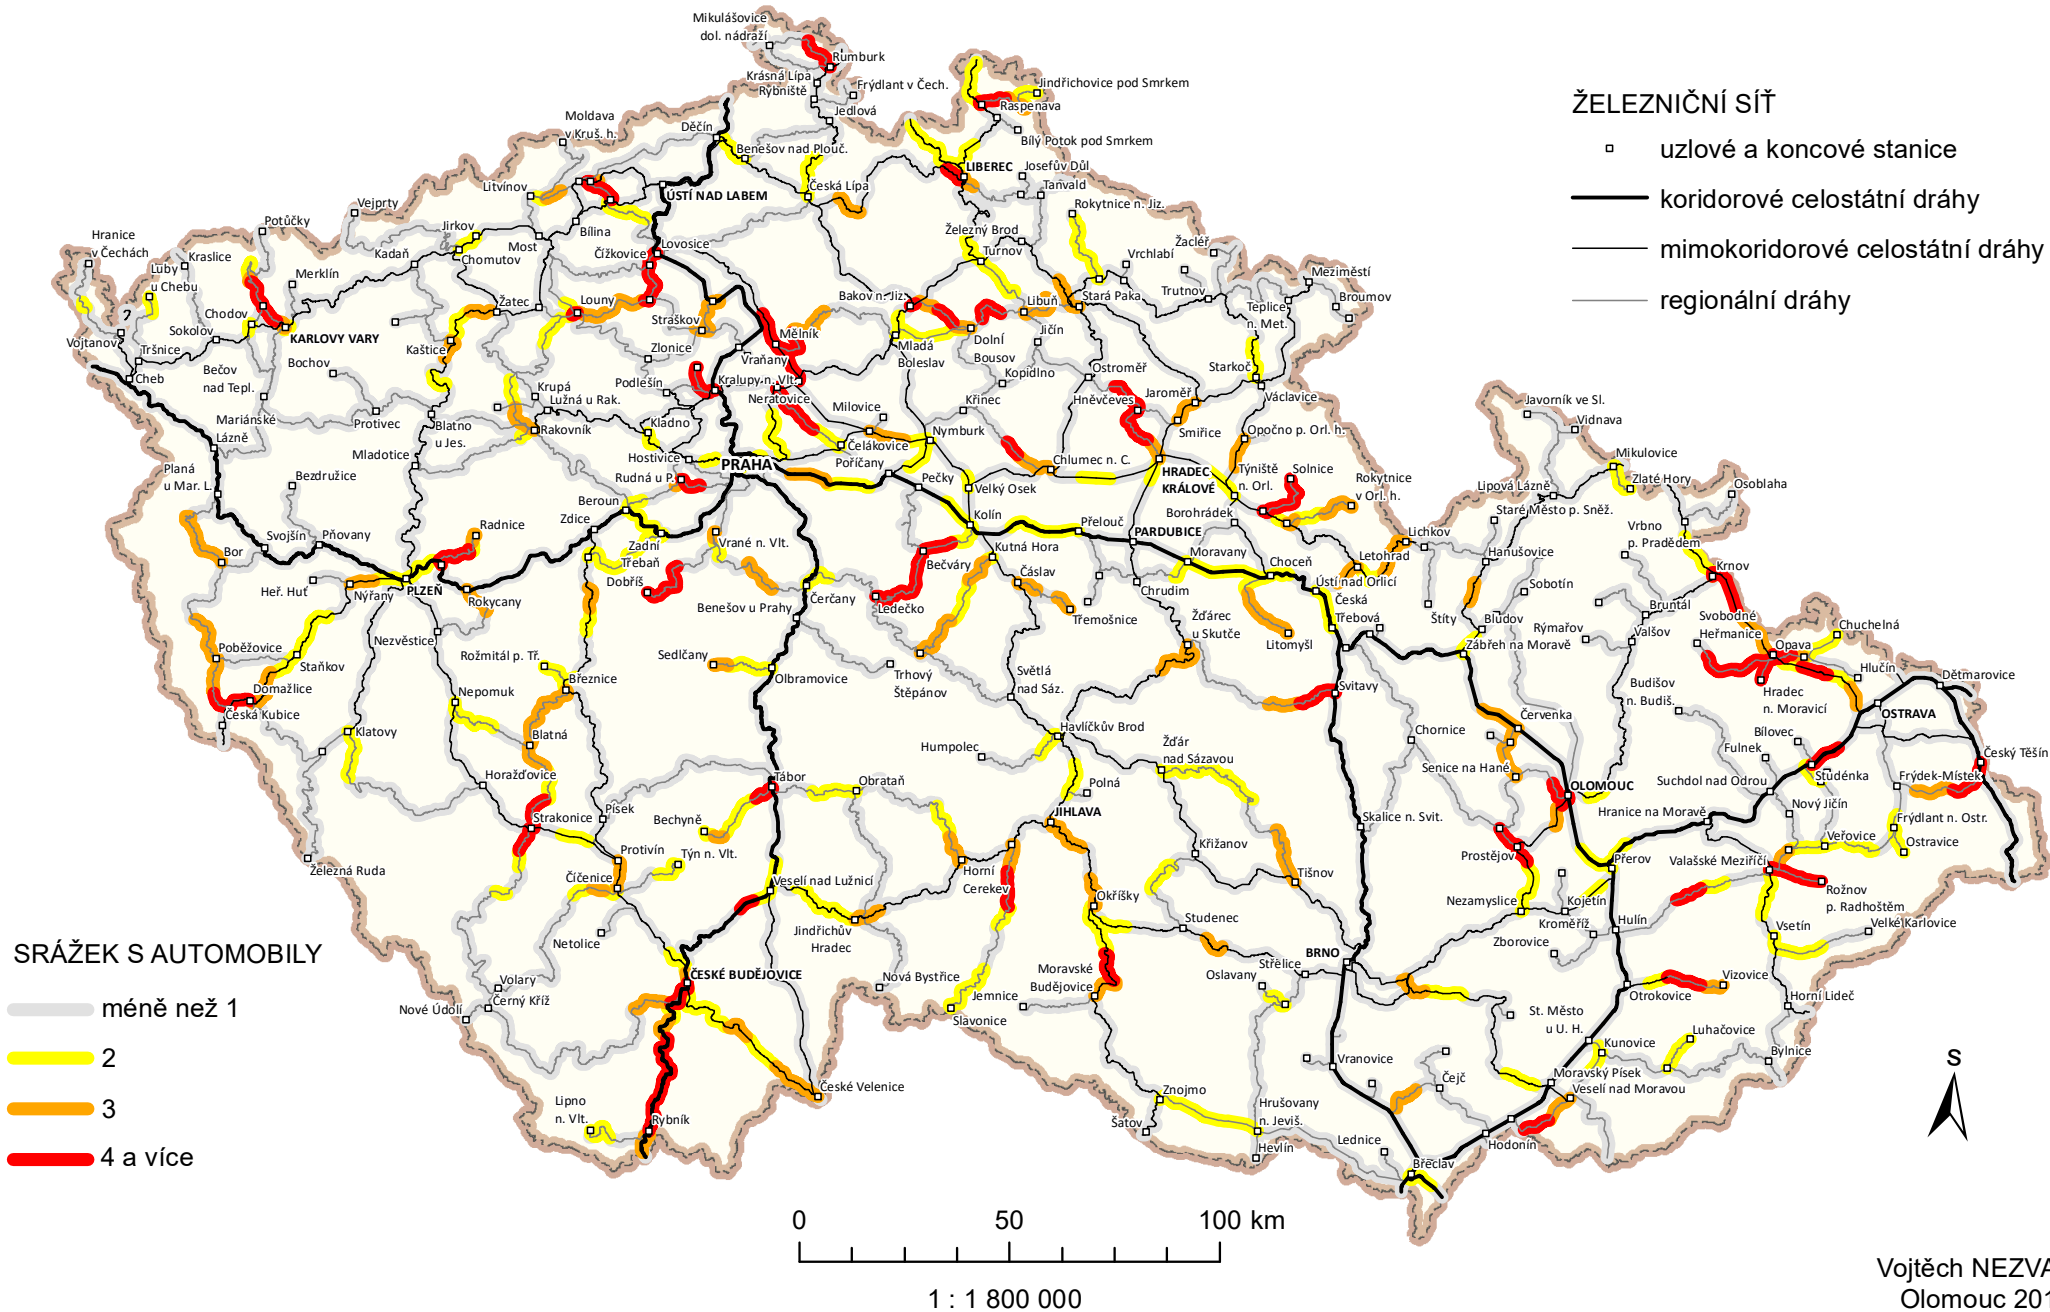 Mikulášovice
dol. nádraží
Rumburk
Krásná Lípa
Rybniště
Frýdlant v Čech.
Jedlová
Jindřichovice pod Smrkem
Raspenava
Bílý Potok pod Smrkem
Moldava
v Kruš. h.
Děčín
Benešov nad Plouč.
LIBEREC
Josefův Důl
Tanvald
Litvínov
ÚSTÍ NAD LABEM
Česká Lípa
Rokytnice n. Jiz.
Vejprty
Potůčky
Hranice
v Čechách
Luby
u Chebu
Kraslice
Merklín
Kadaň
Jirkov
Chomutov
Most
Bílina
Čížkovice
Lovosice
Železný Brod
Turnov
Vrchlabí
Žacléř
Meziměstí
Trutnov
Teplice
n. Met.
Broumov
Chodov
Sokolov
KARLOVY VARY
Žatec
Louny
Straškov
Bakov n. Jiz.
Libuň
Stará Paka
Jičín
Vojtanov
Tršnice
Cheb
Bečov
nad Tepl.
Bochov
Kaštice
Zlonice
Mělník
Vraňany
Mladá
Boleslav
Dolní
Bousov
Kopidlno
Ostroměř
Starkoč
Václavice
Krupá
Lužná u Rak.
Podlešín
Kralupy n. Vlt.
Neratovice
Milovice
Křinec
Hněvčeves
Jaroměř
Smiřice
Opočno p. Orl. h.
Mariánské
Lázně
Protivec
Blatno
u Jes.
Rakovník
Kladno
Hostivice
PRAHA
Čelákovice
Nymburk
Poříčany
Chlumec n. C.
HRADEC
KRÁLOVÉ
Týniště
n. Orl.
Solnice
Rokytnice
v Orl. h.
Javorník ve Sl.
Vidnava
Mikulovice
Zlaté Hory
Lipová Lázně
Osoblaha
Planá
u Mar. L.
Bezdružice
Mladotice
Rudná u P.
Beroun
Pečky
Velký Osek
Kolín
Přelouč
PARDUBICE
Borohrádek
Lichkov
Staré Město p. Sněž.
Vrbno
p. Pradědem
Svojšín
Pňovany
Radnice
Zdice
Zadní
Třebaň
Dobříš
Vrané n. Vlt.
Kutná Hora
Bečváry
Čáslav
Moravany
Choceň
Letohrad
Ústí nad Orlicí
Hanušovice
Sobotín
Krnov
Bor
Heř. Huť
Nýřany
PLZEŇ
Rokycany
Benešov u Prahy
Čerčany
Ledečko
Třemošnice
Chrudim
Žďárec
u Skutče
Litomyšl
Česká
Třebová
Štíty
Bludov
Zábřeh na Moravě
Rýmařov
Bruntál
Valšov
Svobodné
Heřmanice
Opava
Chuchelná
Poběžovice
Staňkov
Nezvěstice
Rožmitál p. Tř.
Březnice
Sedlčany
Olbramovice
Trhový
Štěpánov
Světlá
nad Sáz.
Svitavy
Budišov
n. Budiš.
Hradec
n. Moravicí
Hlučín
Dětmarovice
OSTRAVA
Domažlice
Česká Kubice
Nepomuk
Klatovy
Blatná
Horažďovice
Humpolec
Havlíčkův Brod
Žďár
nad Sázavou
Chornice
Červenka
Senice na Hané
OLOMOUC
Fulnek
Bílovec
Suchdol nad Odrou
Studénka
Český Těšín
Frýdek-Místek
Tábor
Obrataň
Polná
JIHLAVA
Strakonice
Písek
Bechyně
Týn n. Vlt.
Protivín
Číčenice
Železná Ruda
Křižanov
Skalice n. Svit.
Hranice na Moravě
Nový Jičín
Frýdlant n. Ostr.
Veřovice
Ostravice
Prostějov
Přerov
Valašské Meziříčí
Rožnov
p. Radhoštěm
Horní
Cerekev
Okříšky
Tišnov
Nezamyslice
Kojetín
Kroměříž
Hulín
Zborovice
Vsetín
Velké Karlovice
Veselí nad Lužnicí
Jindřichův
Hradec
Studenec
Netolice
ČESKÉ BUDĚJOVICE
Nová Bystřice
Jemnice
Slavonice
Moravské
Budějovice
Oslavany
Střelice
BRNO
Otrokovice
Vizovice
Horní Lideč
Volary
Černý Kříž
Nové Údolí
St. Město
u U. H.
Kunovice
Luhačovice
Bylnice
České Velenice
Lipno
n. Vlt.
Rybník
Znojmo
Šatov
Hrušovany
n. Jeviš.
Hevlín
Vranovice
Čejč
Moravský Písek
Veselí nad Moravou
Lednice
Hodonín
Břeclav
ŽELEZNIČNÍ SÍŤ
uzlové a koncové stanice
koridorové celostátní dráhy
mimokoridorové celostátní dráhy
regionální dráhy
SRÁŽEK S AUTOMOBILY
méně než 1
2
3
4 a více
S
0 50 100 km
1 : 1 800 000
Vojtěch NEZVA
Olomouc 201